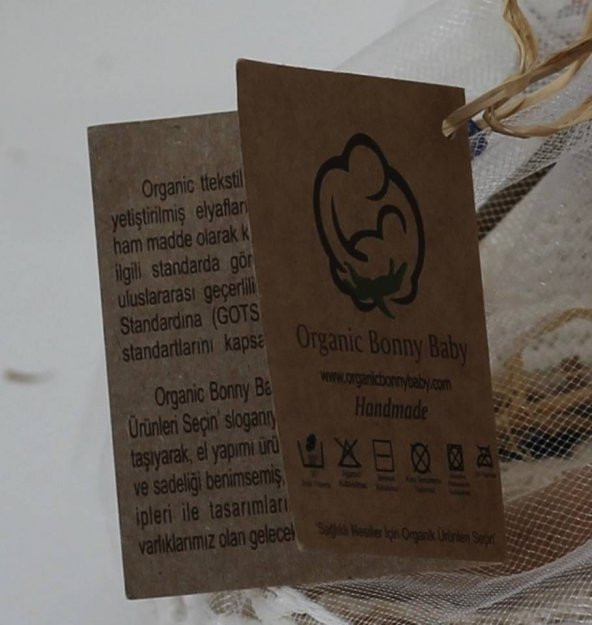 Organic ttekstil
yetiştirilmiş elyafları
ham madde olarak k
ilgili standarda gör
uluslararası geçerlili
Standardına (GOTS
standartlarını kapsa
Organic Bonny Ba
Ürünleri Seçin' sloganıy
taşıyarak, el yapımı ürü
ve sadeliği benimsemiş,
ipleri ile tasarımları
varlıklarımız olan gelecek
Organic Bonny Baby
www.organicbonnybaby.com
Handmade
'Sağlıklı Nesiller İçin Organik Ürünleri Seçin'